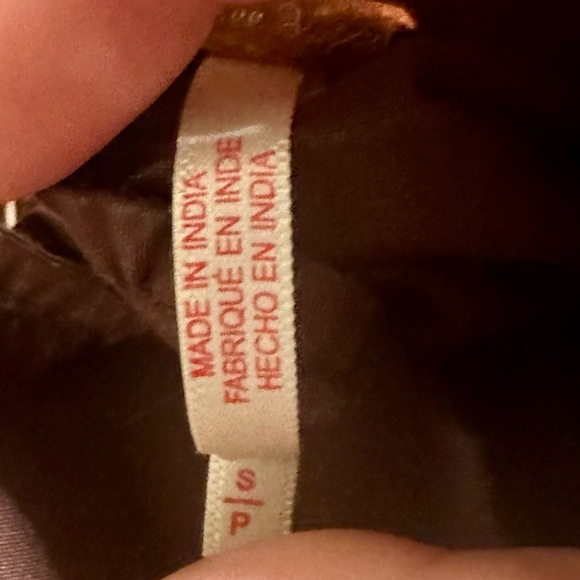 MADE IN INDIA
FABRIQUÉ EN INDE
HECHO EN INDIA
S/P